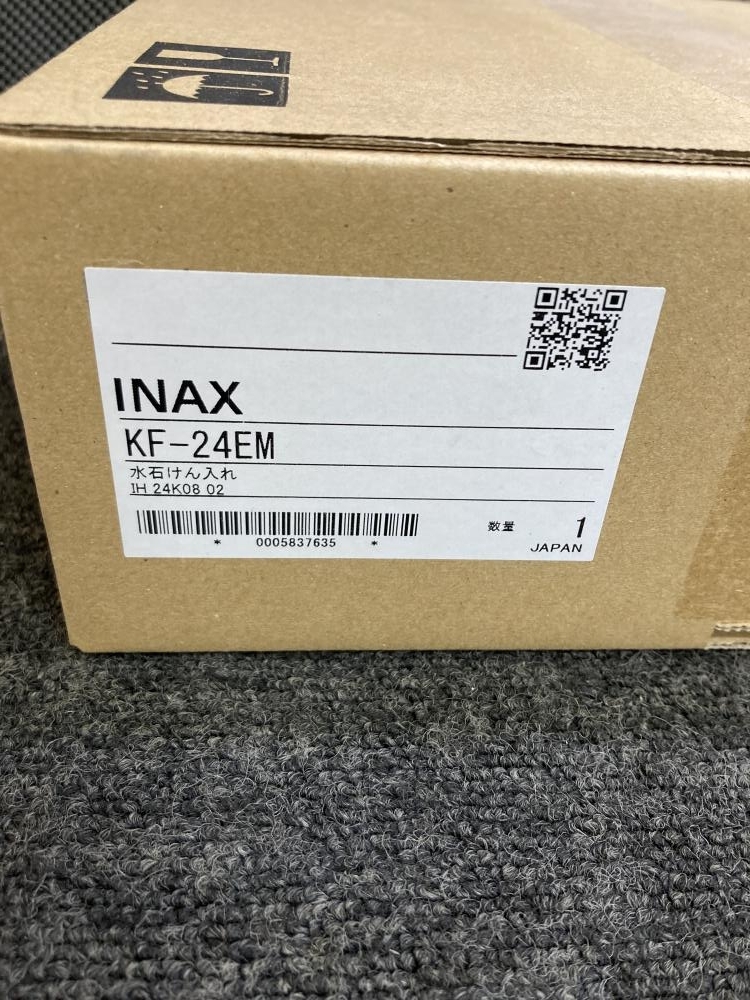 INAX
KF-24EM
水石けん入れ
IH 24K08 02
* 0005837635 *
数量 1
JAPAN